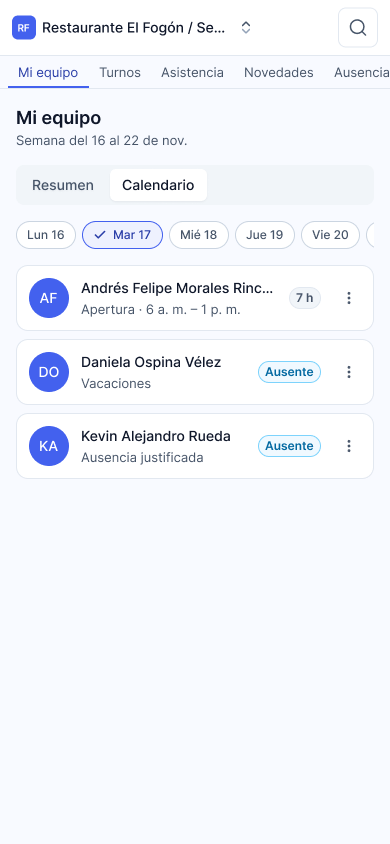 RF Restaurante El Fogón / Se...
Mi equipo Turnos Asistencia Novedades Ausencia
Mi equipo
Semana del 16 al 22 de nov.
Resumen Calendario
Lun 16 Mar 17 Mié 18 Jue 19 Vie 20
AF Andrés Felipe Morales Rinc... 7 h
Apertura · 6 a. m. – 1 p. m.
DO Daniela Ospina Vélez Ausente
Vacaciones
KA Kevin Alejandro Rueda Ausente
Ausencia justificada